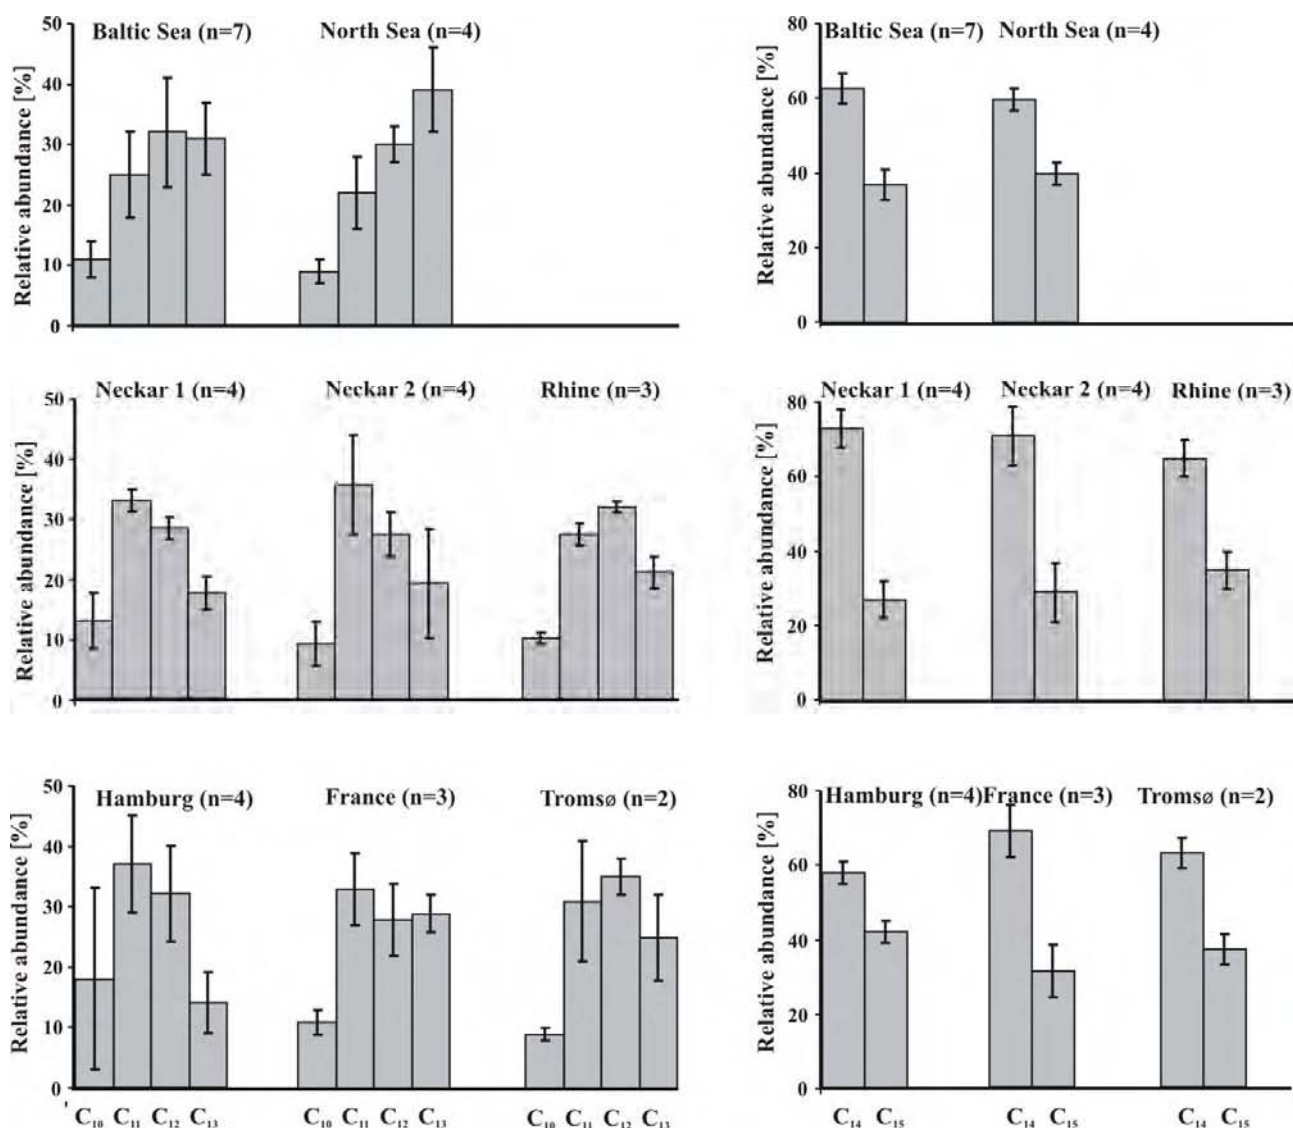 Baltic Sea (n=7) North Sea (n=4)
Relative abundance [%]
50
40
30
20
10
0
Baltic Sea (n=7) North Sea (n=4)
Relative abundance [%]
80
60
40
20
0
Neckar 1 (n=4) Neckar 2 (n=4) Rhine (n=3)
Relative abundance [%]
50
40
30
20
10
0
Neckar 1 (n=4) Neckar 2 (n=4) Rhine (n=3)
Relative abundance [%]
80
60
40
20
0
Hamburg (n=4) France (n=3) Tromsø (n=2)
Relative abundance [%]
50
40
30
20
10
0
C₁₀ C₁₁ C₁₂ C₁₃ C₁₀ C₁₁ C₁₂ C₁₃ C₁₀ C₁₁ C₁₂ C₁₃
Hamburg (n=4) France (n=3) Tromsø (n=2)
Relative abundance [%]
80
60
40
20
0
C₁₄ C₁₅ C₁₄ C₁₅ C₁₄ C₁₅